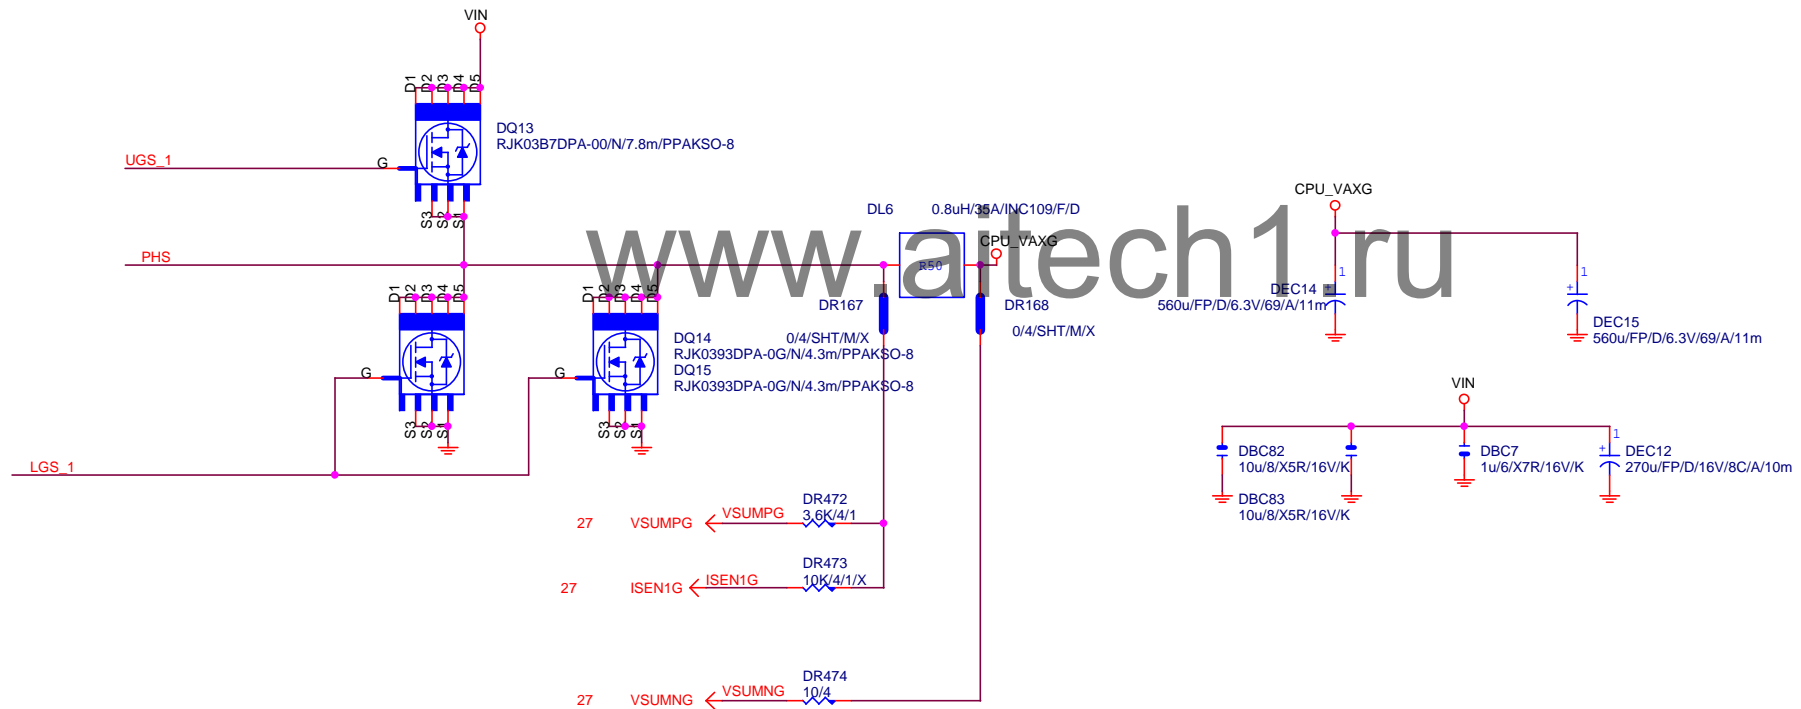 VIN
D1
D2
D3
D4
D5
DQ13
RJK03B7DPA-00/N/7.8m/PPAKSO-8
UGS_1
G
S3
S2
S1
PHS
www.aitech1.ru
DL6
0.8uH/35A/INC109/F/D
CPU_VAXG
R50
D1
D2
D3
D4
D5
D1
D2
D3
D4
D5
DR167
0/4/SHT/M/X
DR168
0/4/SHT/M/X
DQ14
RJK0393DPA-0G/N/4.3m/PPAKSO-8
DQ15
RJK0393DPA-0G/N/4.3m/PPAKSO-8
G
G
S3
S2
S1
S3
S2
S1
LGS_1
CPU_VAXG
1
+
DEC14
560u/FP/D/6.3V/69/A/11m
1
+
DEC15
560u/FP/D/6.3V/69/A/11m
VIN
DBC82
10u/8/X5R/16V/K
DBC83
10u/8/X5R/16V/K
DBC7
1u/6/X7R/16V/K
1
+
DEC12
270u/FP/D/16V/8C/A/10m
27 VSUMPG VSUMPG
DR472
3.6K/4/1
27 ISEN1G ISEN1G
DR473
10K/4/1/X
27 VSUMNG VSUMNG
DR474
10/4